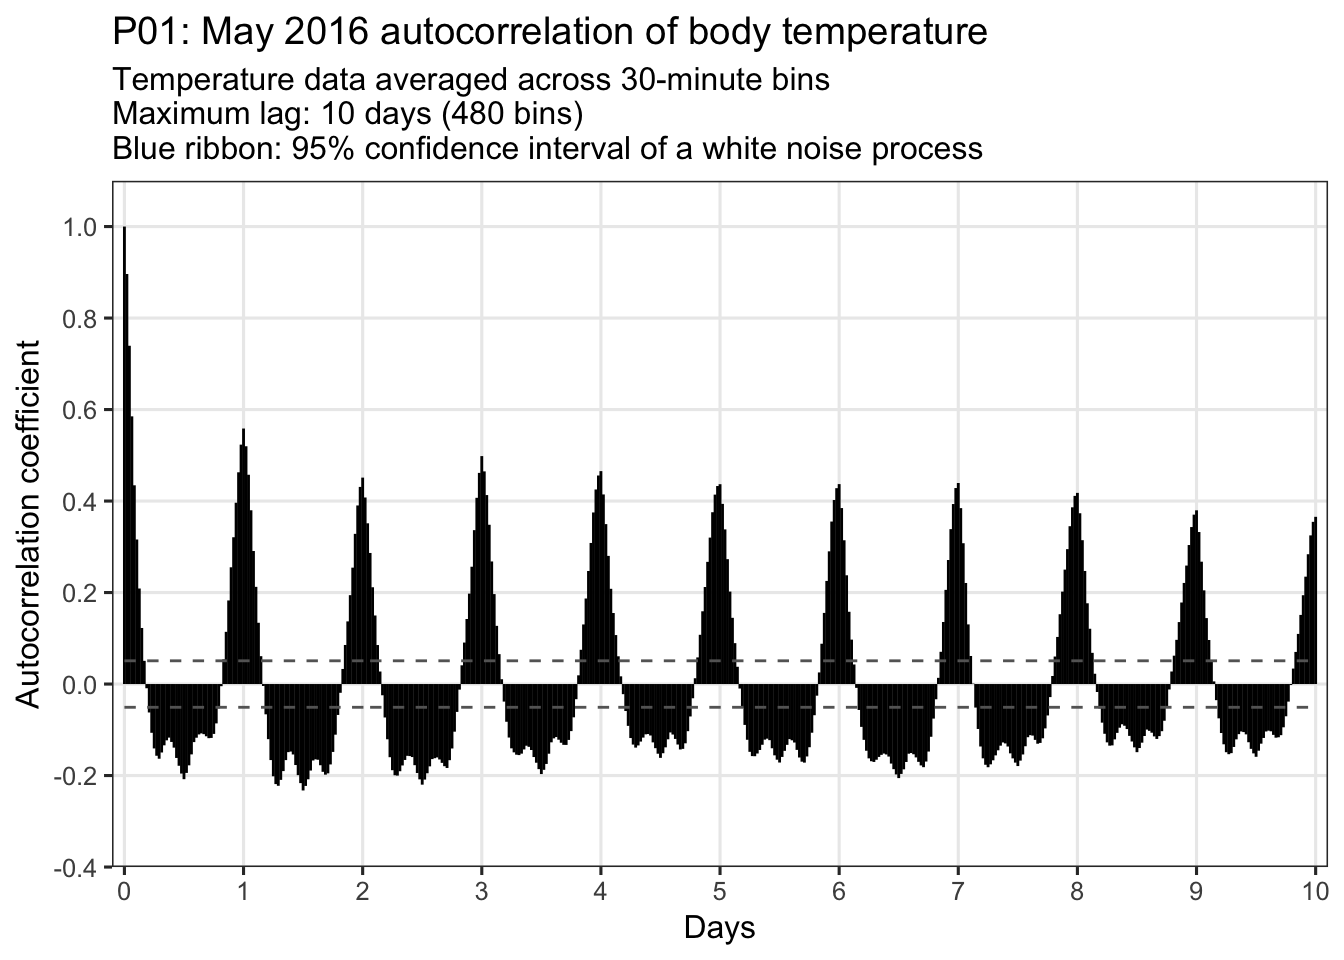 P01: May 2016 autocorrelation of body temperature
Temperature data averaged across 30-minute bins
Maximum lag: 10 days (480 bins)
Blue ribbon: 95% confidence interval of a white noise process
Autocorrelation coefficient
1.0
0.8
0.6
0.4
0.2
0.0
-0.2
-0.4
0 1 2 3 4 5 6 7 8 9 10
Days